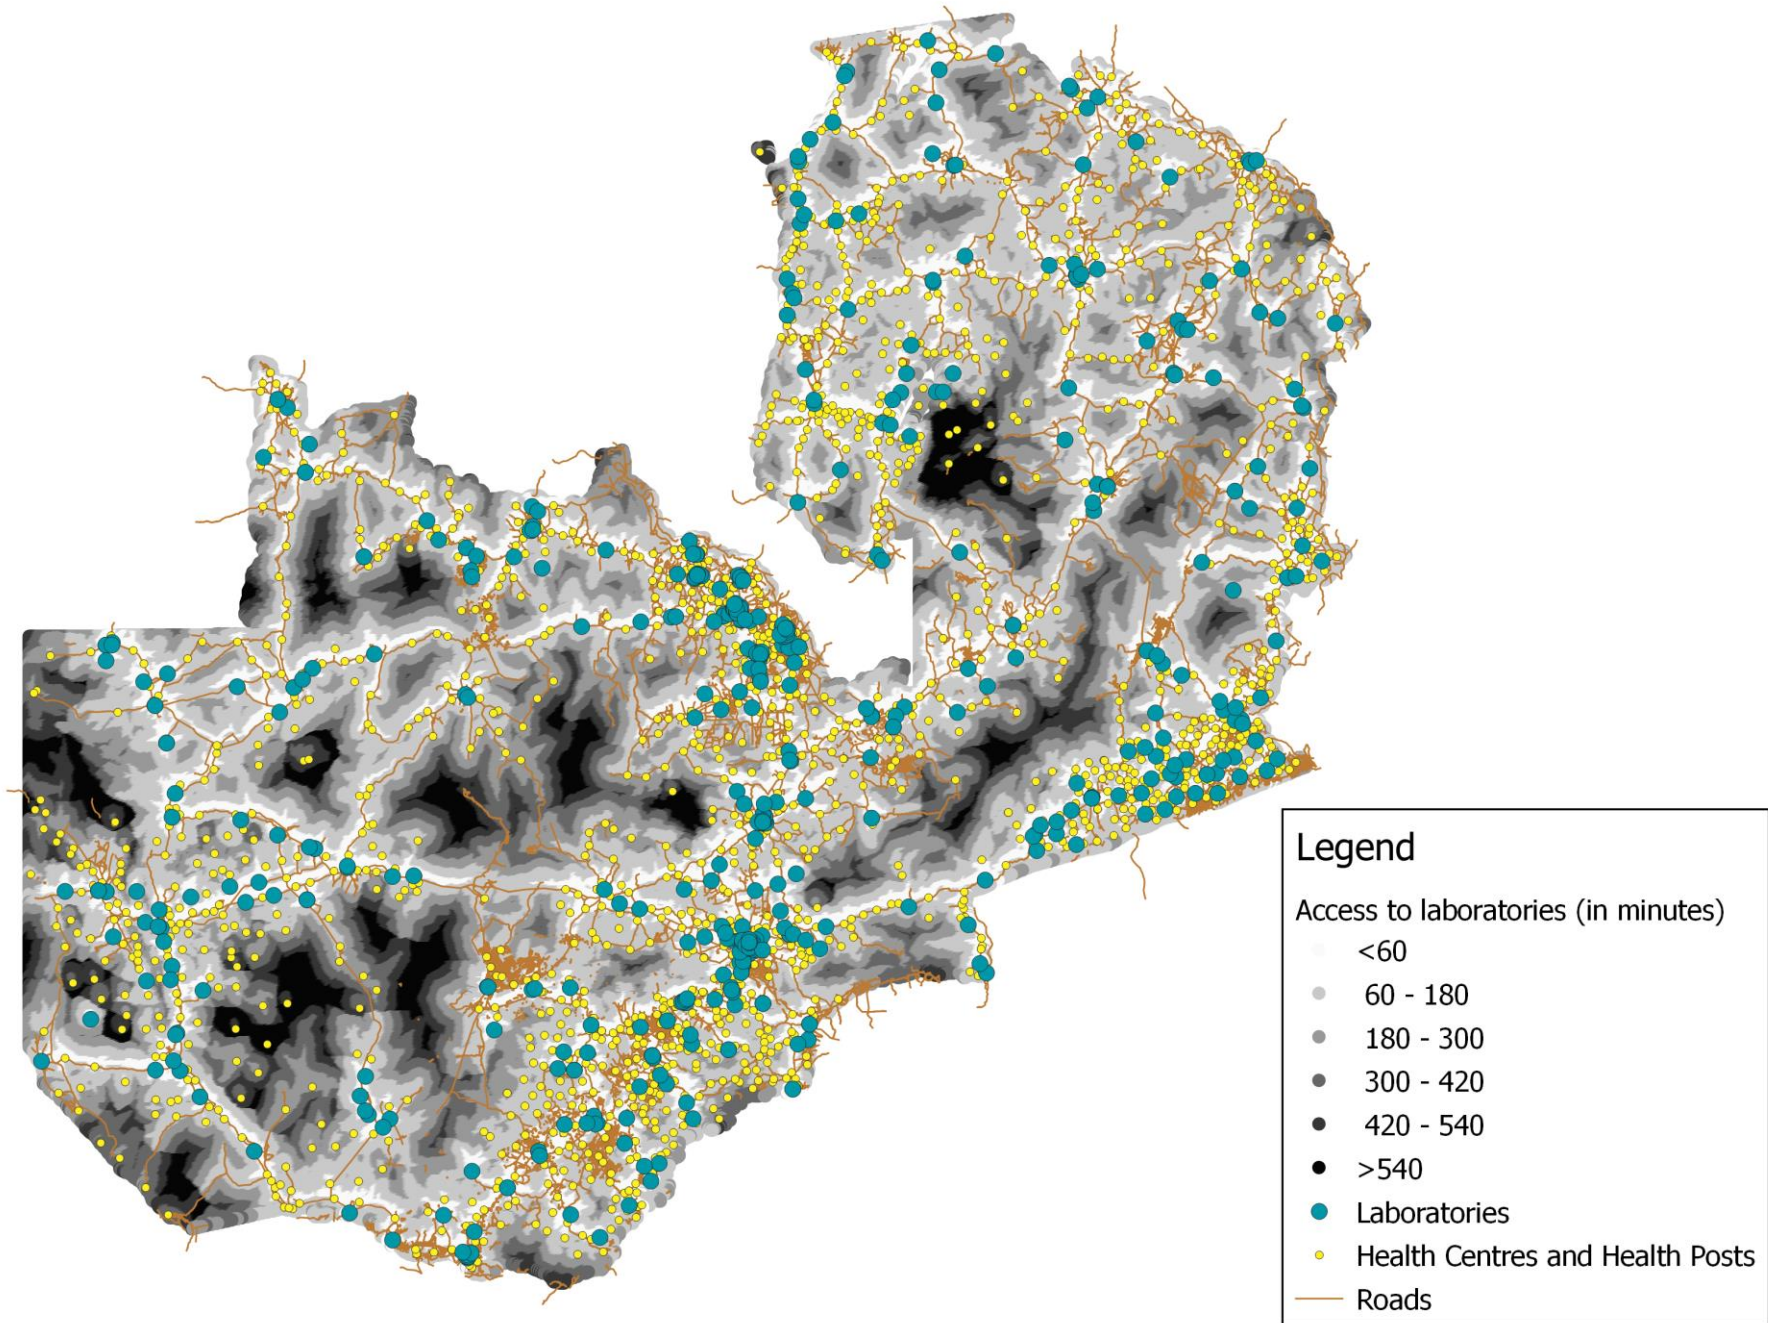 Legend
Access to laboratories (in minutes)
<60
60 - 180
180 - 300
300 - 420
420 - 540
>540
Laboratories
Health Centres and Health Posts
Roads